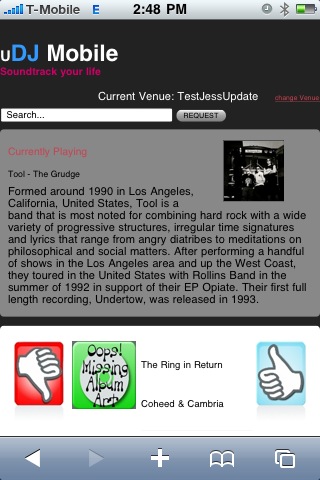 T-Mobile E 2:48 PM
uDJ Mobile
Soundtrack your life
Current Venue: TestJessUpdate change Venue
Search... REQUEST
Currently Playing
Tool - The Grudge
Formed around 1990 in Los Angeles,
California, United States, Tool is a
band that is most noted for combining hard rock with a wide
variety of progressive structures, irregular time signatures
and lyrics that range from angry diatribes to meditations on
philosophical and social matters. After performing a handful
of shows in the Los Angeles area and up the West Coast,
they toured in the United States with Rollins Band in the
summer of 1992 in support of their EP Opiate. Their first full
length recording, Undertow, was released in 1993.
Oops!
Missing
Album
Art
The Ring in Return
Coheed & Cambria